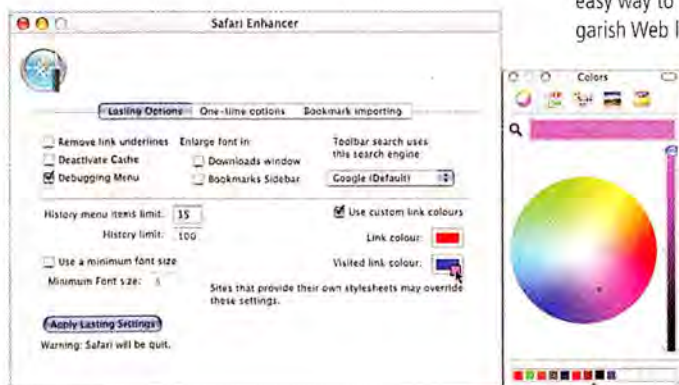 easy way to
garish Web l
Safari Enhancer
Colors
Lasting Options One-time options Bookmark importing
Remove link underlines
Enlarge font in
Toolbar search uses
this search engine
Deactivate Cache
Downloads window
Debugging Menu
Bookmarks Sidebar
Google (Default)
History menu items limit: 15
Use custom link colours
History limit: 100
Link colour:
Use a minimum font size
Visited link colour:
Minimum Font size:
Sites that provide their own stylesheets may override
these settings.
Apply Lasting Settings
Warning: Safari will be quit.